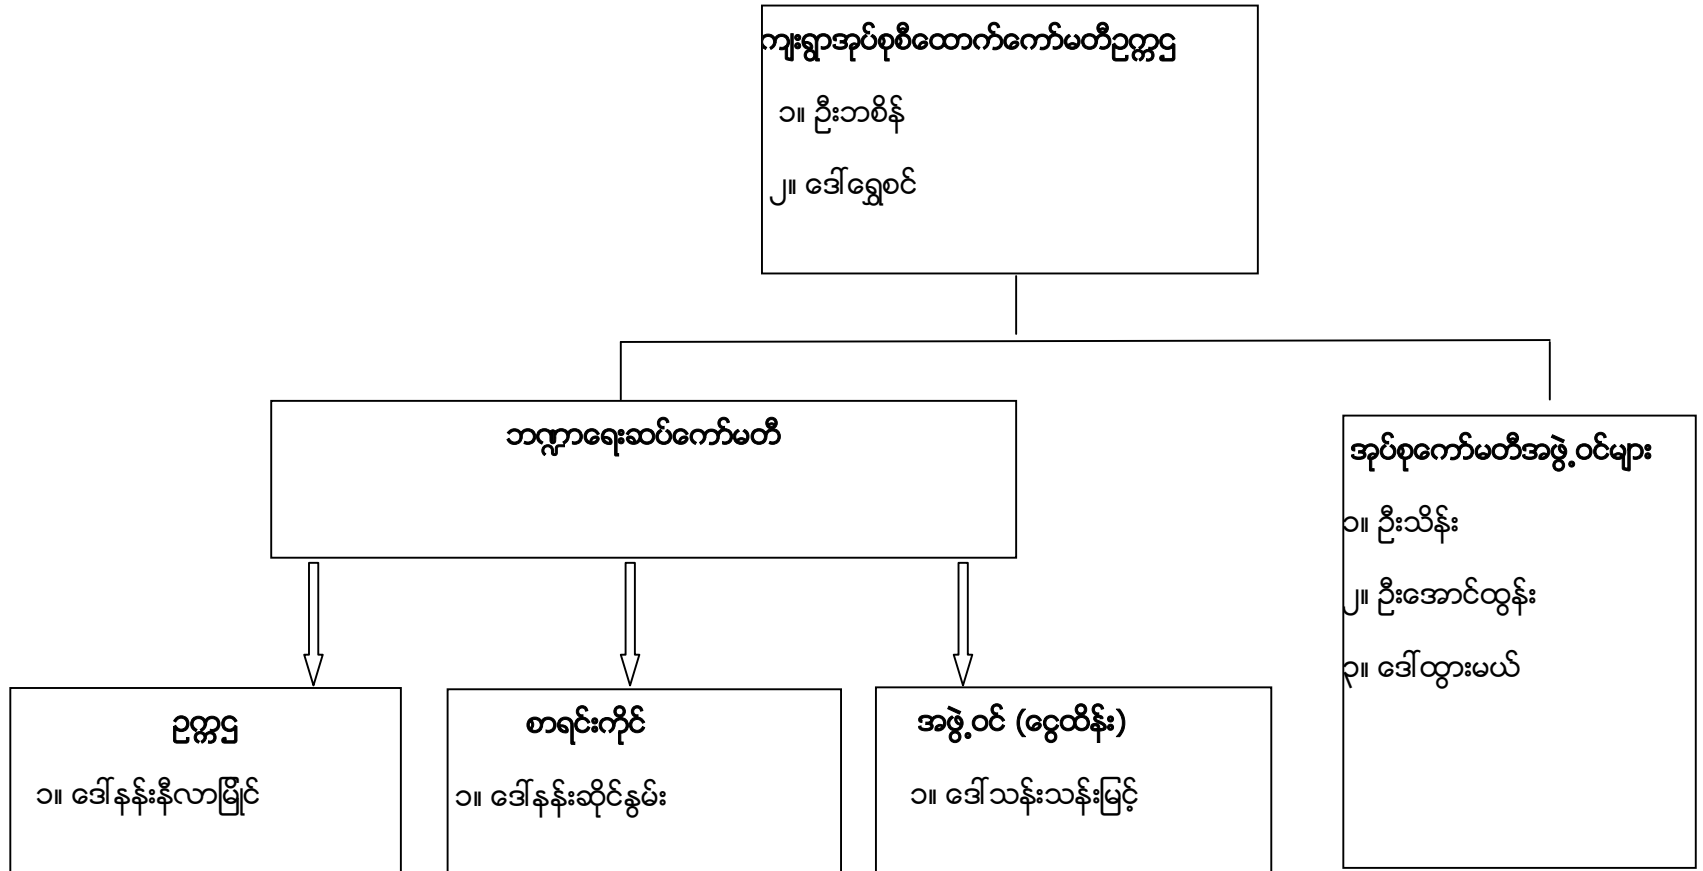 ကျးရွာအုပ်စုစီထောက်ကော်မတီဥက္ကဌ
၁။ ဦးဘစိန်
၂။ ဒေါ်ရွှေစင်
ဘဏ္ဍာရေးဆပ်ကော်မတီ
အုပ်စုကော်မတီအဖွဲ့ဝင်များ
၁။ ဦးသိန်း
၂။ ဦးအောင်ထွန်း
၃။ ဒေါ်ထွားမယ်
ဥက္ကဌ
၁။ ဒေါ်နန်းနီလာမြိုင်
စာရင်းကိုင်
၁။ ဒေါ်နန်းဆိုင်နွမ်း
အဖွဲ့ဝင် (ငွေထိန်း)
၁။ ဒေါ်သန်းသန်းမြင့်